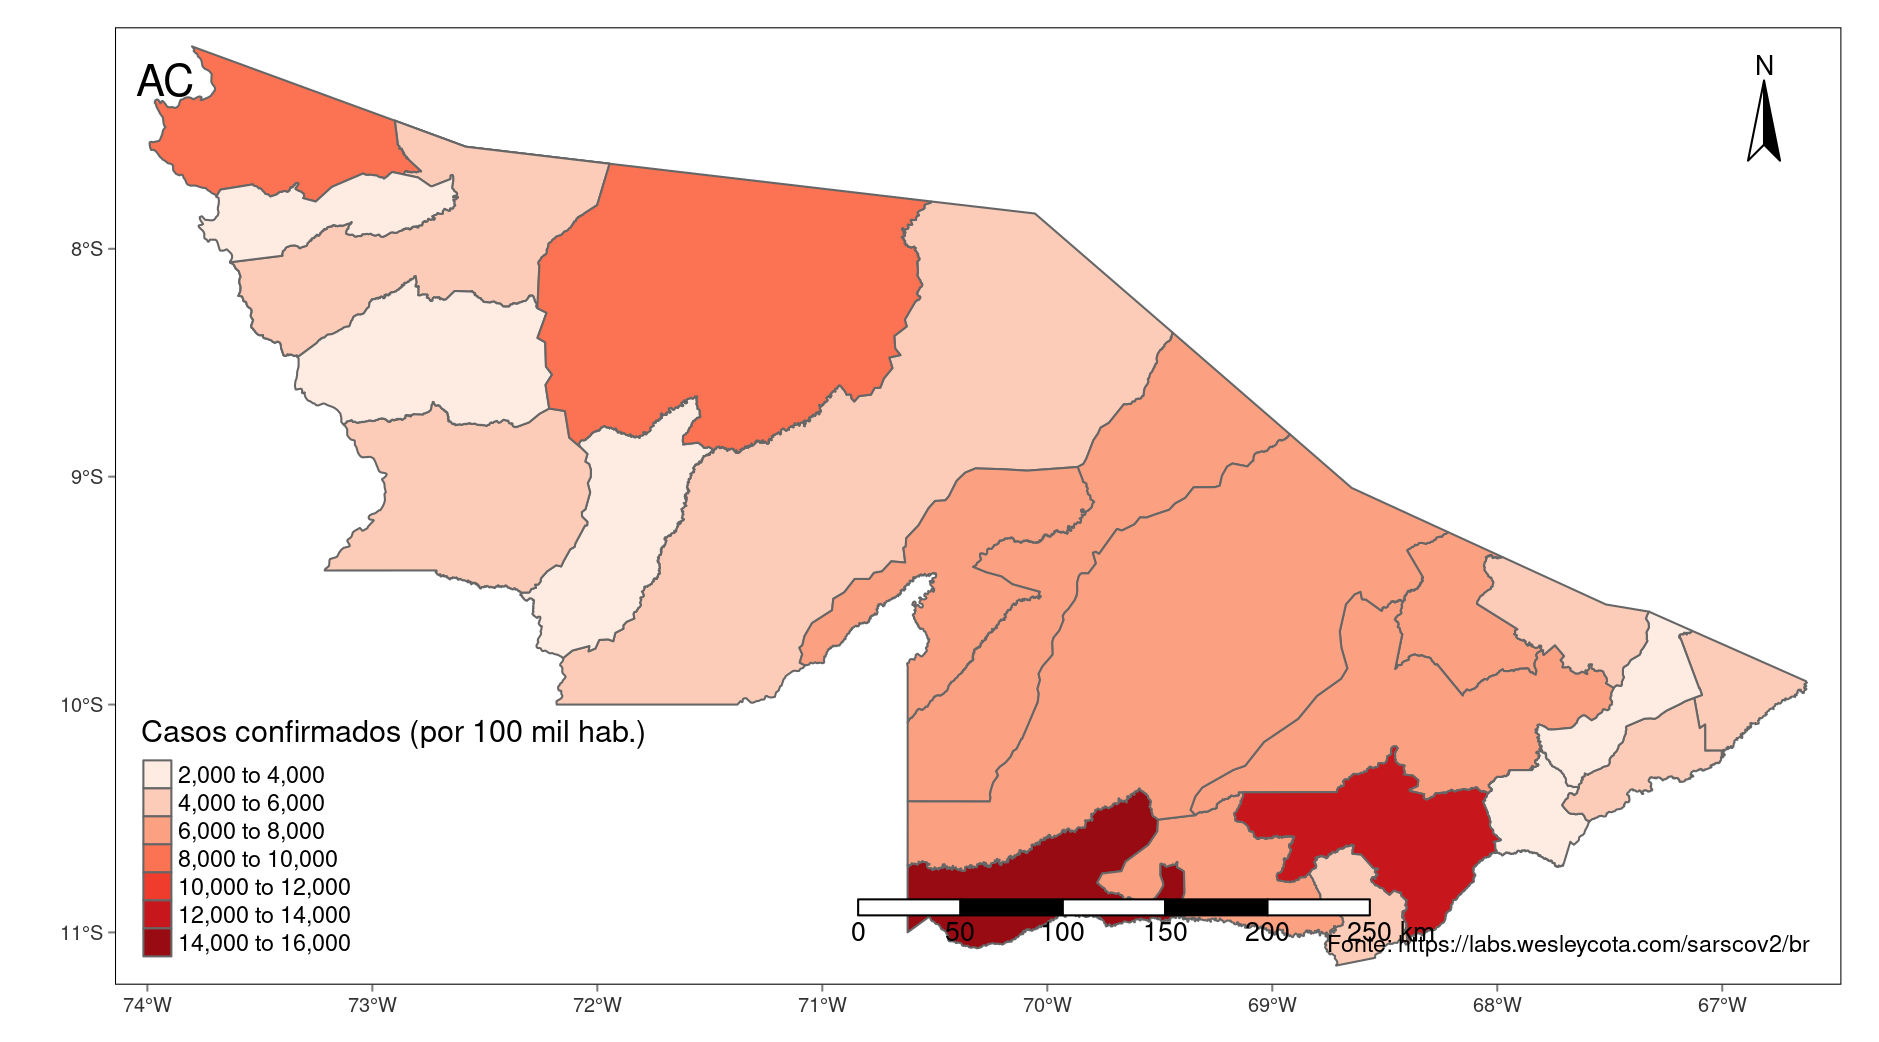 AC
N
8°S
9°S
10°S
11°S
Casos confirmados (por 100 mil hab.)
2,000 to 4,000
4,000 to 6,000
6,000 to 8,000
8,000 to 10,000
10,000 to 12,000
12,000 to 14,000
14,000 to 16,000
0 50 100 150 200 250 km
Fonte: https://labs.wesleycota.com/sarscov2/br
74°W 73°W 72°W 71°W 70°W 69°W 68°W 67°W